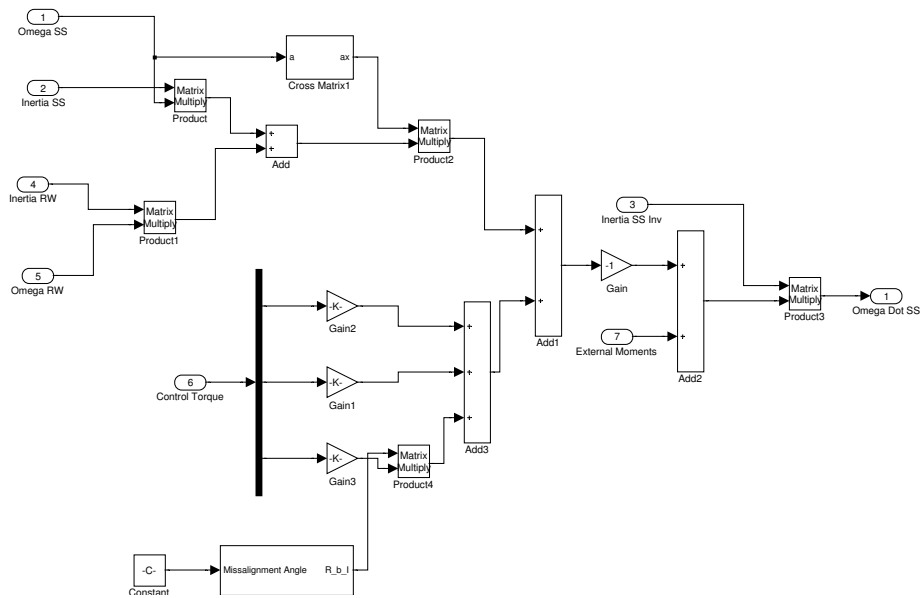 1
Omega SS
a
ax
Cross Matrix1
2
Inertia SS
Matrix
Multiply
Product
+
+
Add
Matrix
Multiply
Product2
4
Inertia RW
Matrix
Multiply
Product1
5
Omega RW
+
+
Add1
3
Inertia SS Inv
-1
Gain
+
+
Add2
7
External Moments
Matrix
Multiply
Product3
1
Omega Dot SS
-K-
Gain2
6
Control Torque
-K-
Gain1
+
+
+
Add3
-K-
Gain3
Matrix
Multiply
Product4
-C-
Constant
Missalignment Angle
R_b_I